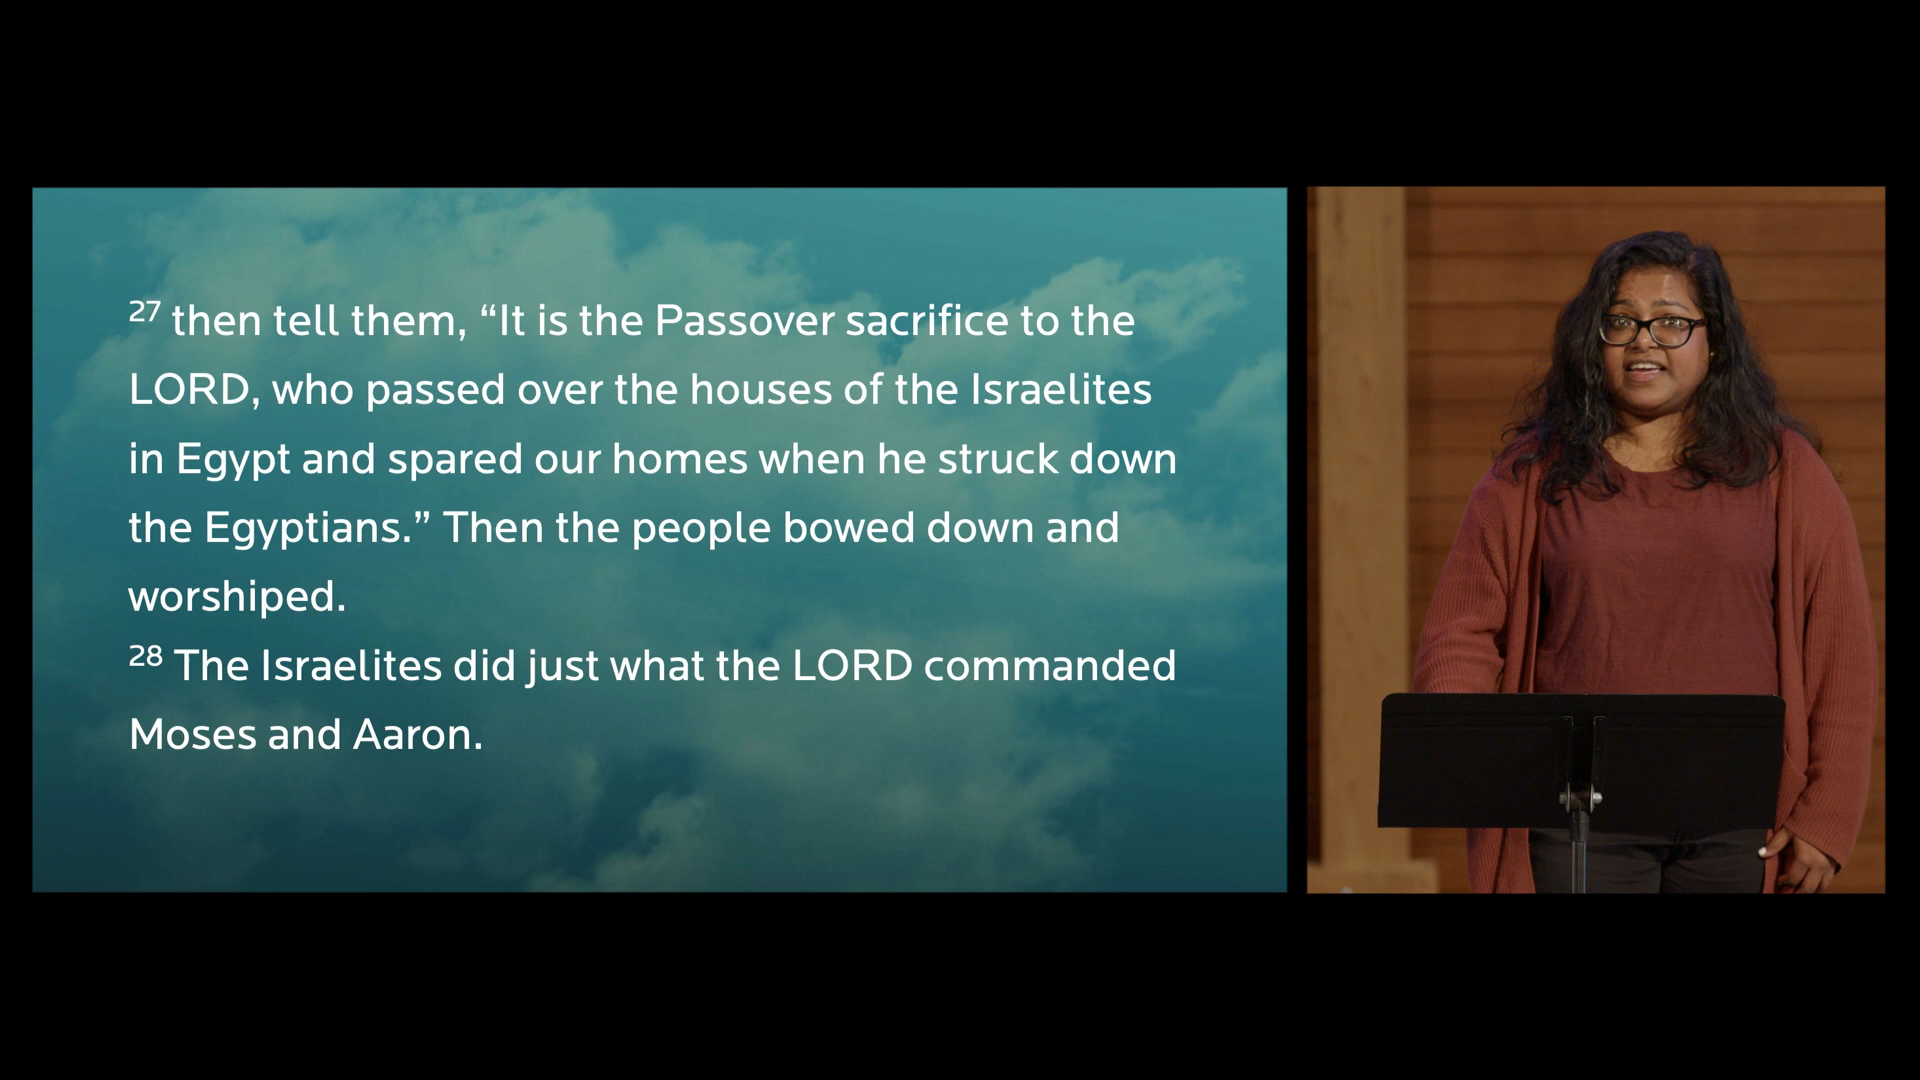 27 then tell them, “It is the Passover sacrifice to the
LORD, who passed over the houses of the Israelites
in Egypt and spared our homes when he struck down
the Egyptians.” Then the people bowed down and
worshiped.
28 The Israelites did just what the LORD commanded
Moses and Aaron.